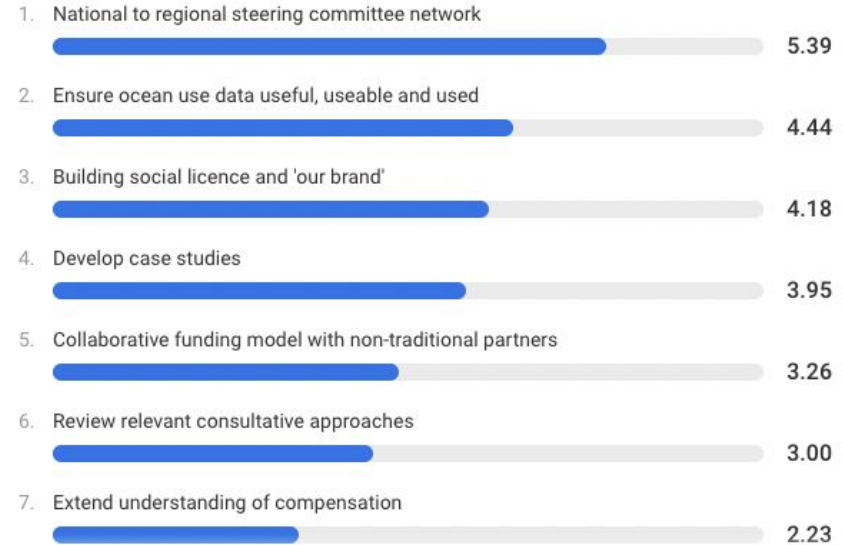 1. National to regional steering committee network
5.39
2. Ensure ocean use data useful, useable and used
4.44
3. Building social licence and 'our brand'
4.18
4. Develop case studies
3.95
5. Collaborative funding model with non-traditional partners
3.26
6. Review relevant consultative approaches
3.00
7. Extend understanding of compensation
2.23